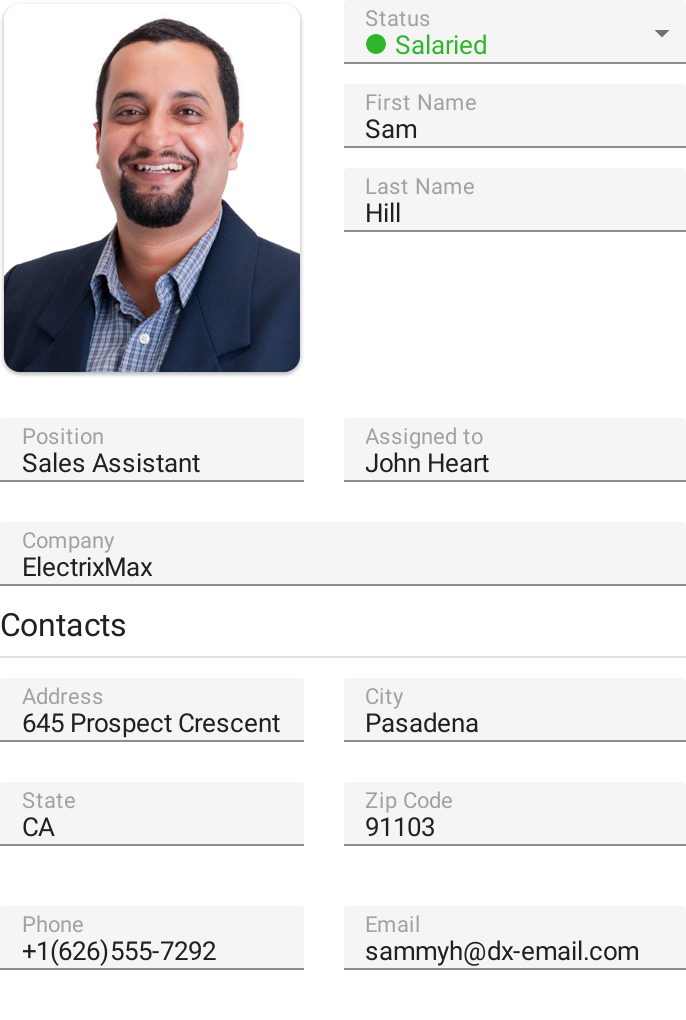 Status
Salaried
First Name
Sam
Last Name
Hill
Position
Sales Assistant
Assigned to
John Heart
Company
ElectrixMax
Contacts
Address
645 Prospect Crescent
City
Pasadena
State
CA
Zip Code
91103
Phone
+1(626)555-7292
Email
sammyh@dx-email.com